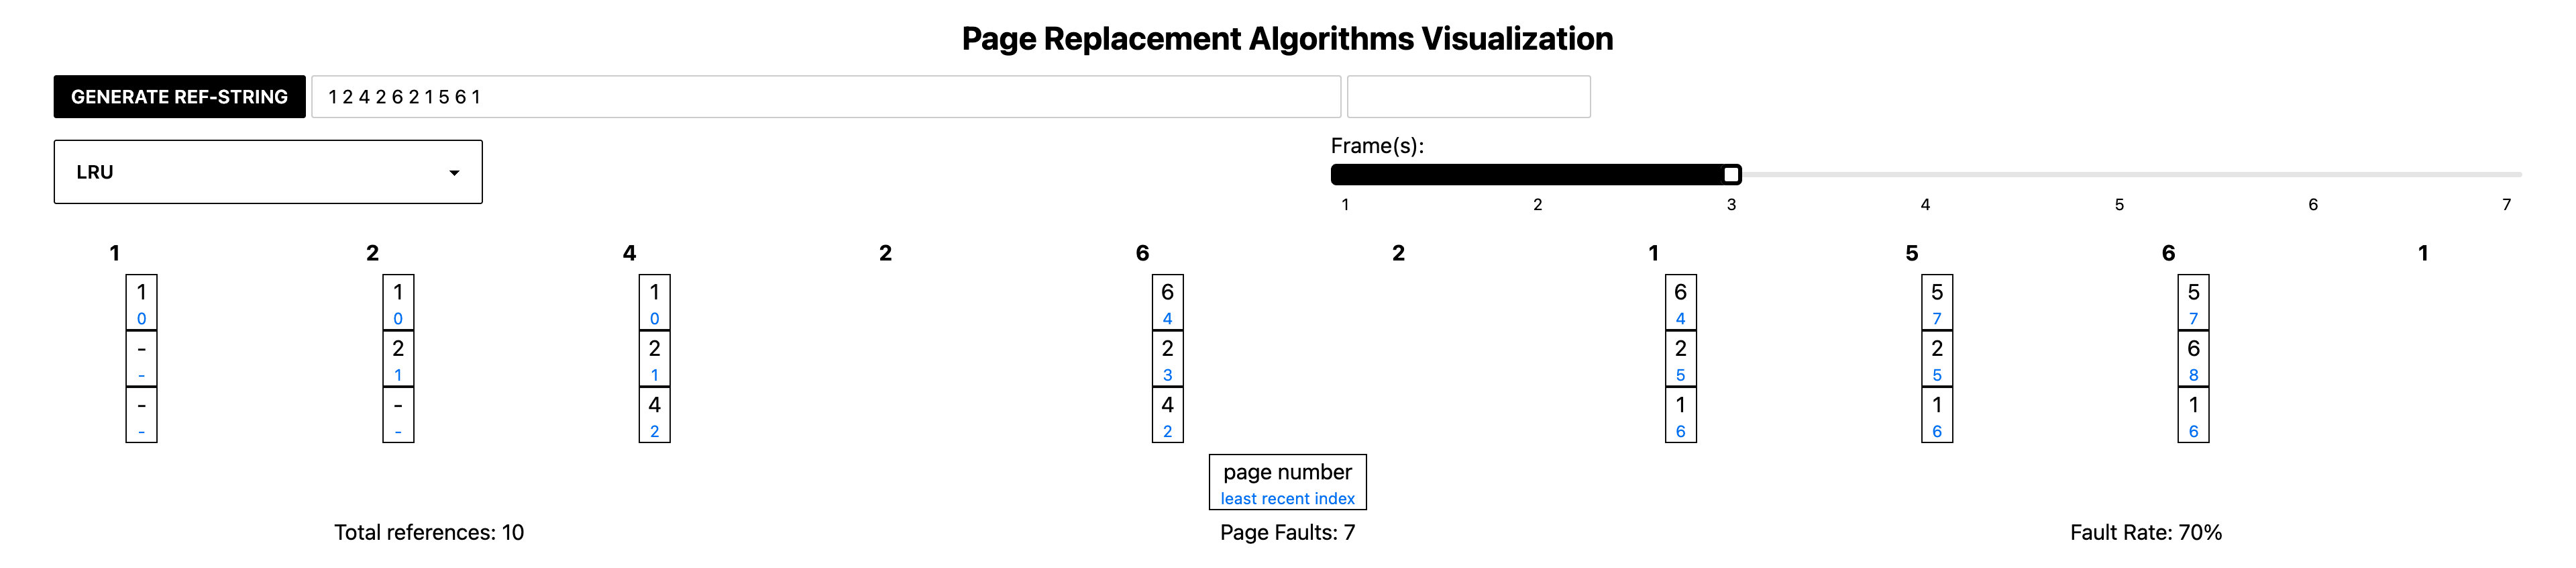 Page Replacement Algorithms Visualization
GENERATE REF-STRING 1 2 4 2 6 2 1 5 6 1
Frame(s):
LRU
1 2 3 4 5 6 7
1 2 4 2 6 2 1 5 6 1
1 1 1 6 6 5 5
0 0 0 4 4 7 7
- 2 2 2 2 2 6
- 1 1 3 5 5 8
- - 4 4 1 1 1
- - 2 2 6 6 6
page number
least recent index
Total references: 10 Page Faults: 7 Fault Rate: 70%